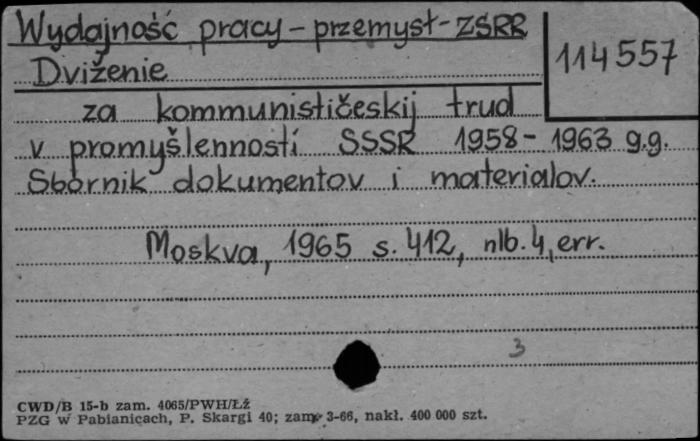 Wydajność pracy - przemysł - ZSRR
114557
Dviženie
za kommunističeskij trud
v promyšlennosti SSSR 1958 - 1963 g.g.
Sbornik dokumentov i materialov.
Moskva, 1965 s. 412, nlb. 4, err.
3
CWD/B 15-b zam. 4065/PWH/ŁŻ
PZG w Pabianicach, P. Skargi 40; zam. 3-66, nakł. 400 000 szt.